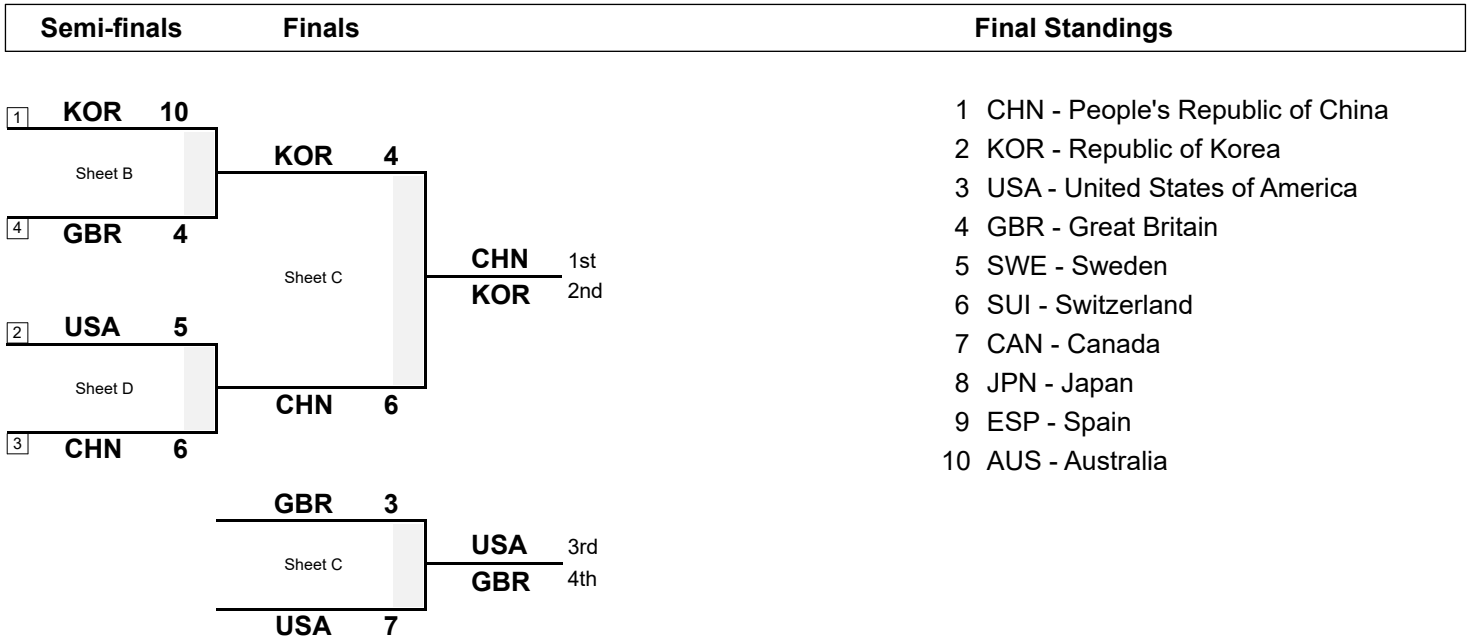 Semi-finals Finals Final Standings
1 KOR 10
Sheet B
4 GBR 4
KOR 4
Sheet C
CHN 6
2 USA 5
Sheet D
3 CHN 6
CHN 1st
KOR 2nd
GBR 3
Sheet C
USA 7
USA 3rd
GBR 4th
1 CHN - People's Republic of China
2 KOR - Republic of Korea
3 USA - United States of America
4 GBR - Great Britain
5 SWE - Sweden
6 SUI - Switzerland
7 CAN - Canada
8 JPN - Japan
9 ESP - Spain
10 AUS - Australia